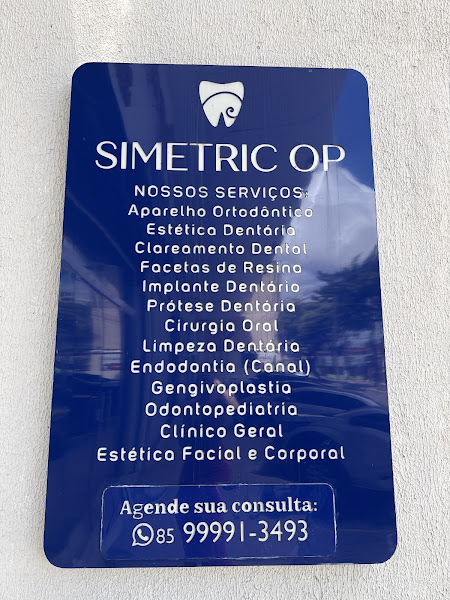 SIMETRIC OP
NOSSOS SERVIÇOS:
Aparelho Ortodôntico
Estética Dentária
Clareamento Dental
Facetas de Resina
Implante Dentário
Prótese Dentária
Cirurgia Oral
Limpeza Dentária
Endodontia (Canal)
Gengivoplastia
Odontopediatria
Clínico Geral
Estética Facial e Corporal
Agende sua consulta:
85 99991-3493